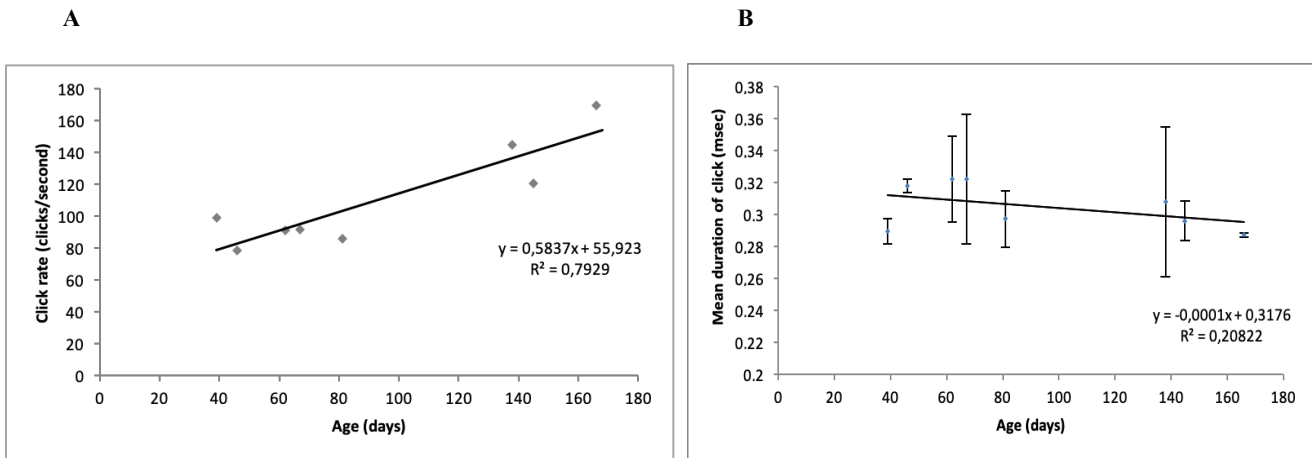 A
B
Click rate (clicks/second)
180
160
140
120
100
80
60
40
20
0
y = 0,5837x + 55,923
R² = 0,7929
0 20 40 60 80 100 120 140 160 180
Age (days)
Mean duration of click (msec)
0.38
0.36
0.34
0.32
0.3
0.28
0.26
0.24
0.22
0.2
y = -0,0001x + 0,3176
R² = 0,20822
0 20 40 60 80 100 120 140 160 180
Age (days)